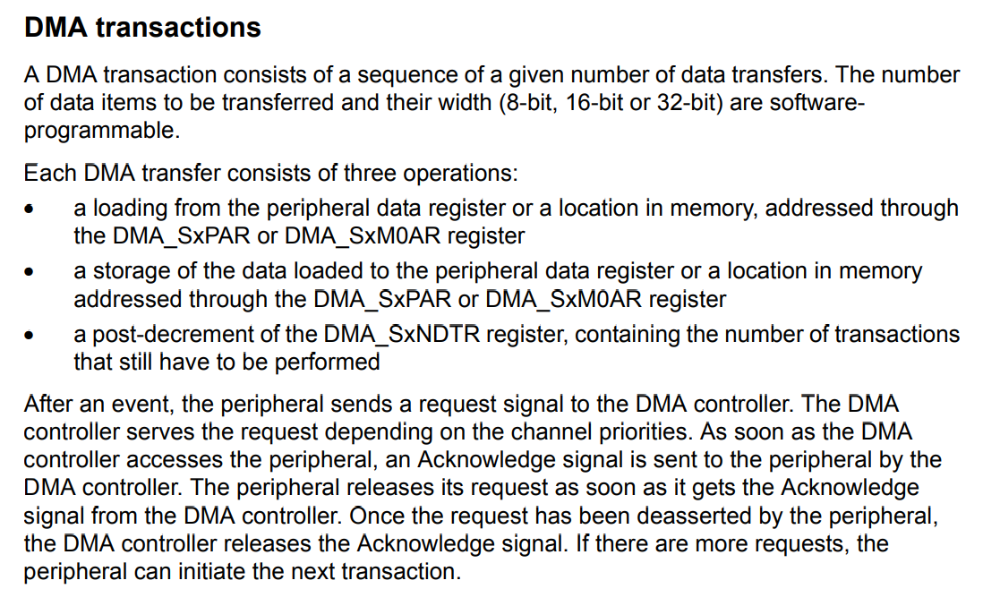 DMA transactions
A DMA transaction consists of a sequence of a given number of data transfers. The number
of data items to be transferred and their width (8-bit, 16-bit or 32-bit) are software-
programmable.
Each DMA transfer consists of three operations:
• a loading from the peripheral data register or a location in memory, addressed through
the DMA_SxPAR or DMA_SxM0AR register
• a storage of the data loaded to the peripheral data register or a location in memory
addressed through the DMA_SxPAR or DMA_SxM0AR register
• a post-decrement of the DMA_SxNDTR register, containing the number of transactions
that still have to be performed
After an event, the peripheral sends a request signal to the DMA controller. The DMA
controller serves the request depending on the channel priorities. As soon as the DMA
controller accesses the peripheral, an Acknowledge signal is sent to the peripheral by the
DMA controller. The peripheral releases its request as soon as it gets the Acknowledge
signal from the DMA controller. Once the request has been deasserted by the peripheral,
the DMA controller releases the Acknowledge signal. If there are more requests, the
peripheral can initiate the next transaction.